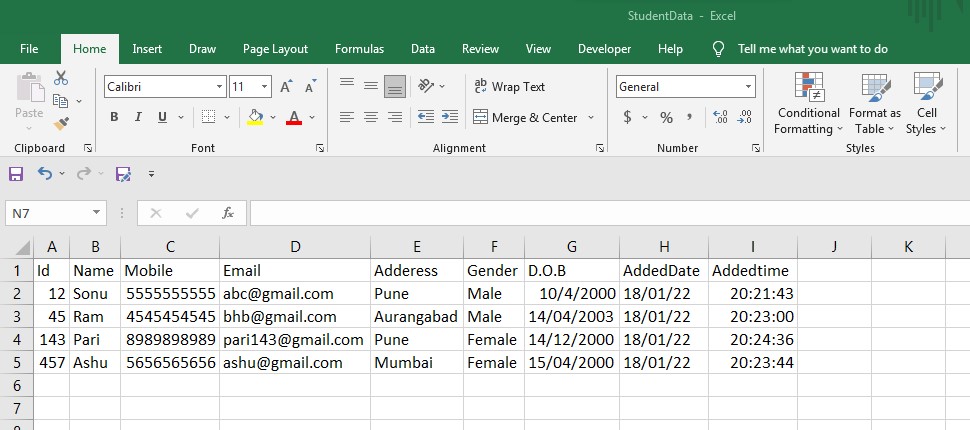 StudentData - Excel
File Home Insert Draw Page Layout Formulas Data Review View Developer Help Tell me what you want to do
Calibri 11 A A ab Wrap Text General
Paste B I U A Merge & Center $ % , .00 .0 Conditional Formatting Format as Table Cell Styles
Clipboard Font Alignment Number Styles
N7 fx
A B C D E F G H I J K
1 Id Name Mobile Email Adderess Gender D.O.B AddedDate Addedtime
2 12 Sonu 5555555555 abc@gmail.com Pune Male 10/4/2000 18/01/22 20:21:43
3 45 Ram 4545454545 bhb@gmail.com Aurangabad Male 14/04/2003 18/01/22 20:23:00
4 143 Pari 8989898989 pari143@gmail.com Pune Female 14/12/2000 18/01/22 20:24:36
5 457 Ashu 5656565656 ashu@gmail.com Mumbai Female 15/04/2000 18/01/22 20:23:44
6
7